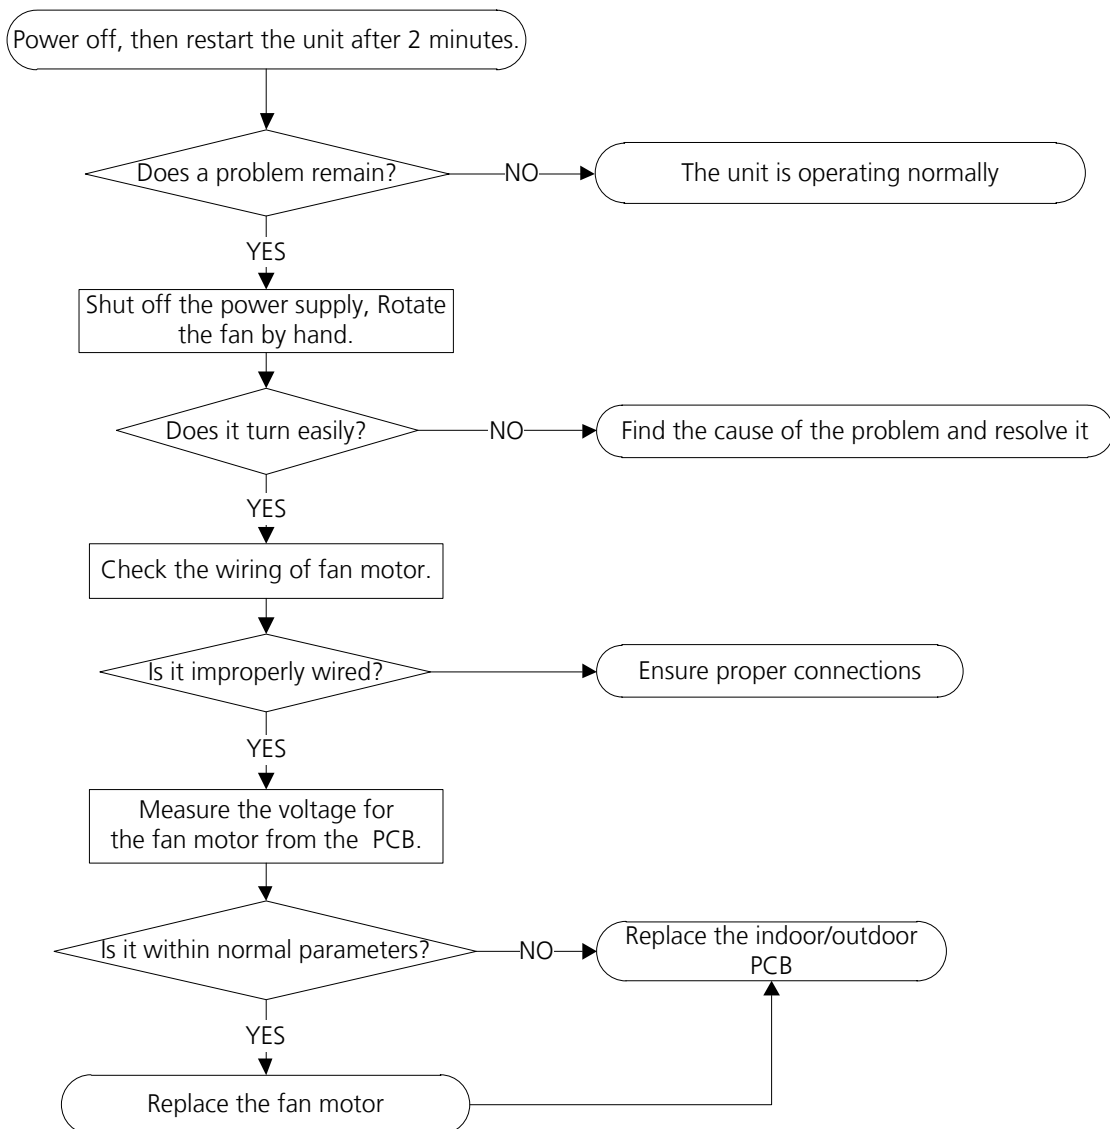 Power off, then restart the unit after 2 minutes.
Does a problem remain?
NO
The unit is operating normally
YES
Shut off the power supply, Rotate
the fan by hand.
Does it turn easily?
NO
Find the cause of the problem and resolve it
YES
Check the wiring of fan motor.
Is it improperly wired?
Ensure proper connections
YES
Measure the voltage for
the fan motor from the PCB.
Is it within normal parameters?
NO
Replace the indoor/outdoor
PCB
YES
Replace the fan motor